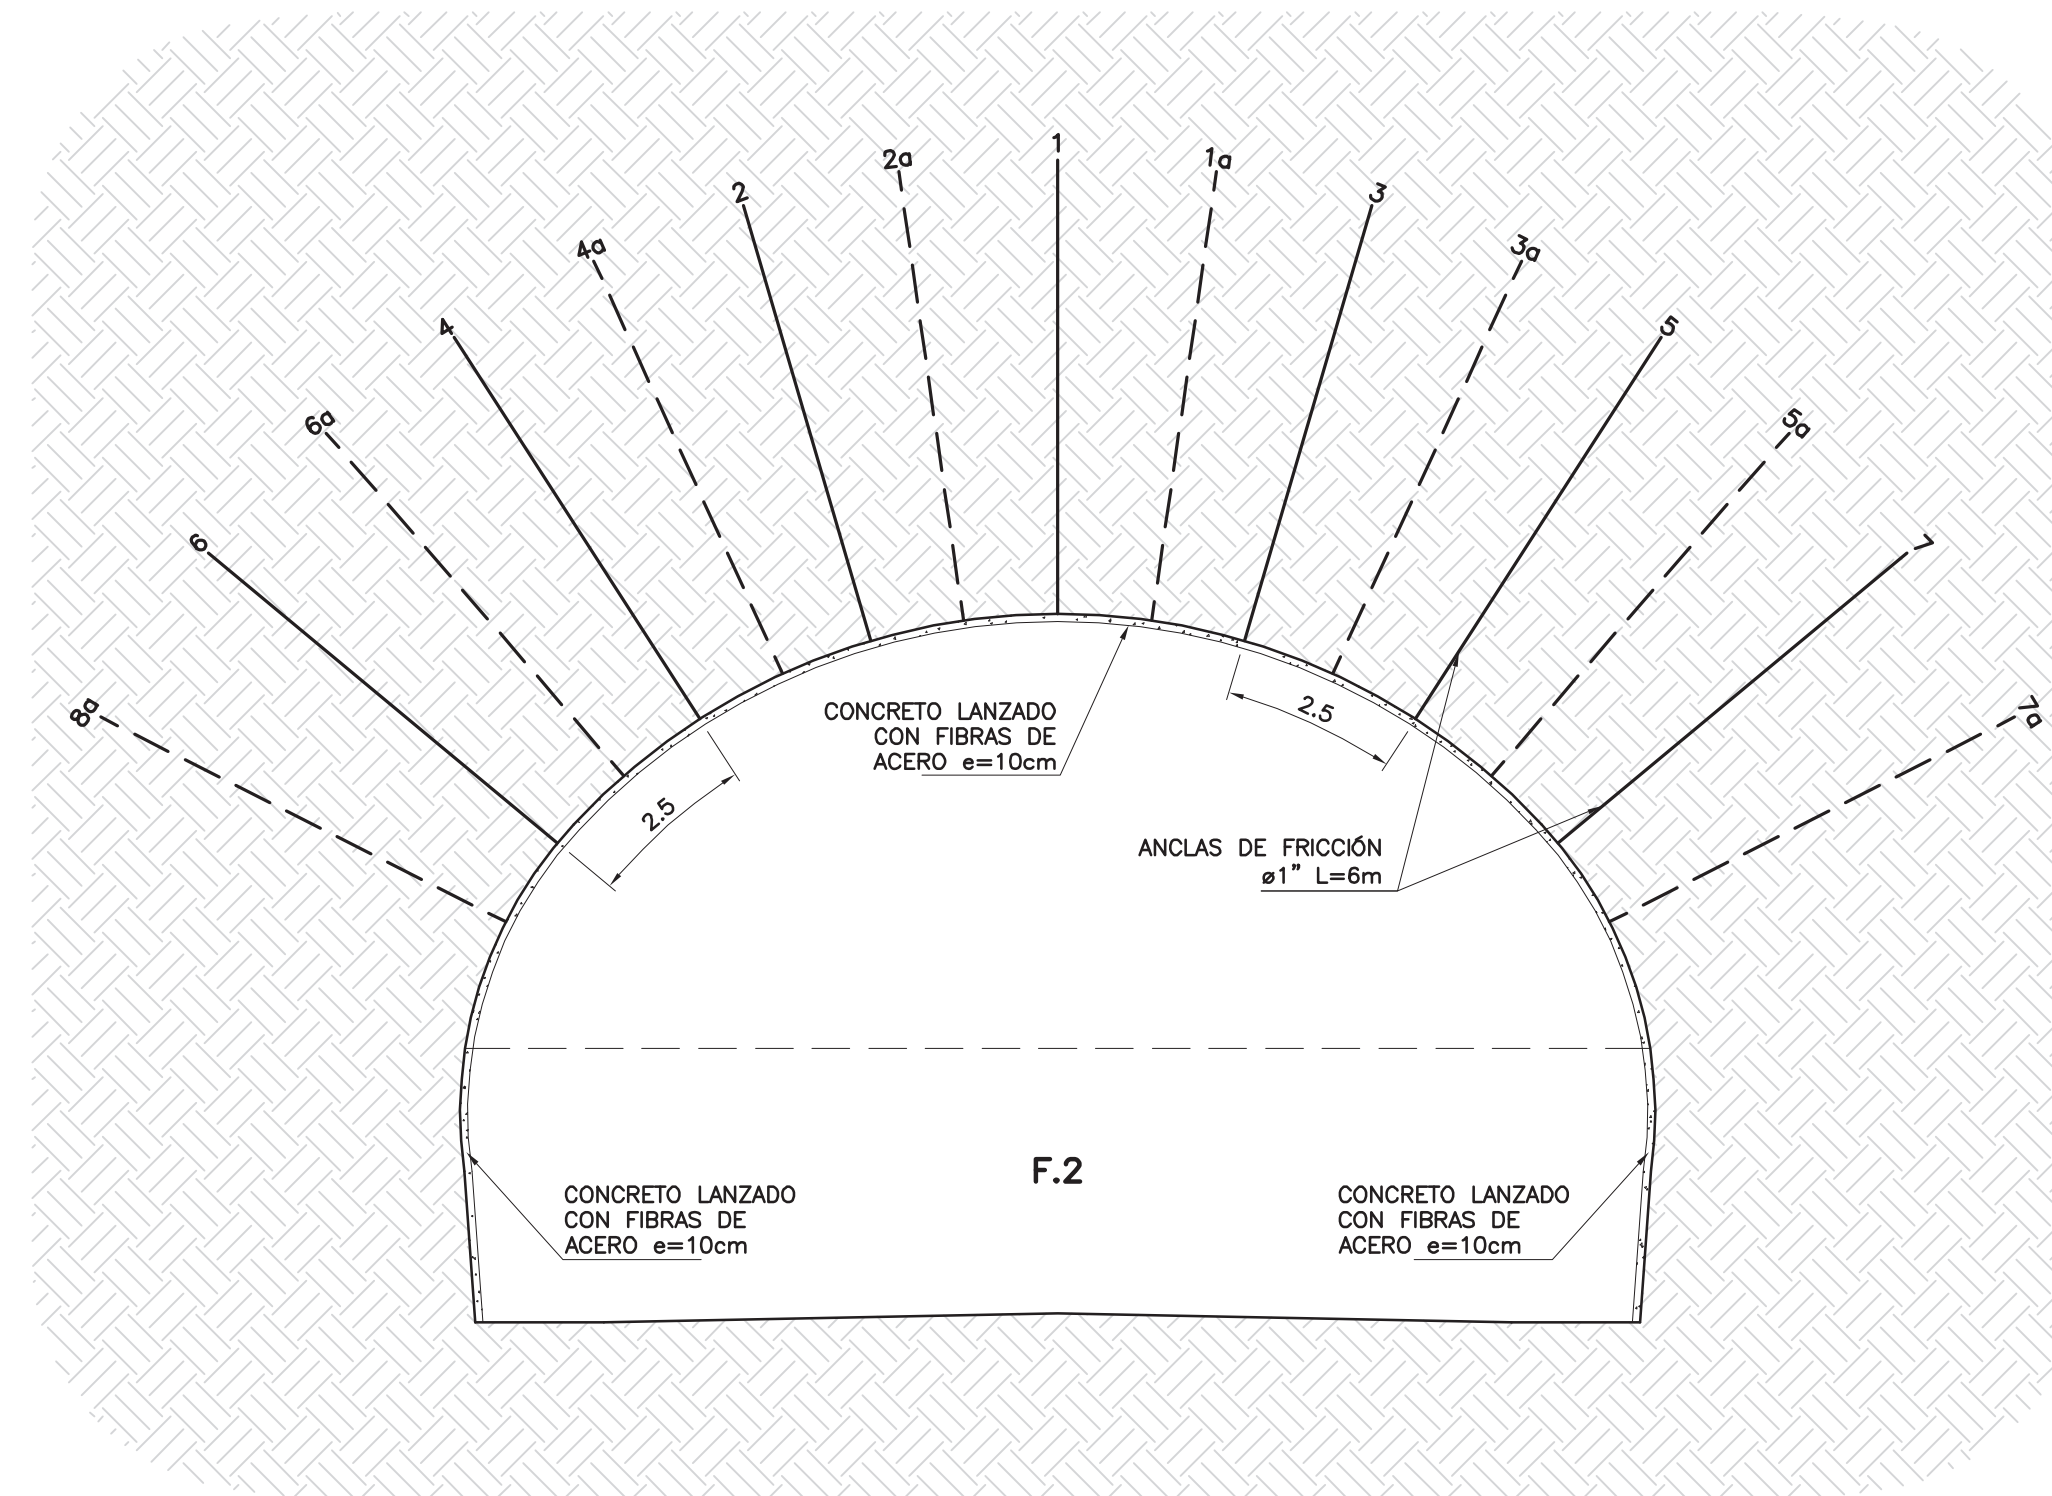 1
2a
1a
2
3
4a
3a
4
5
6a
5a
6
7
8a
7a
CONCRETO LANZADO
CON FIBRAS DE
ACERO e=10cm
2.5
2.5
ANCLAS DE FRICCIÓN
ø1" L=6m
F.2
CONCRETO LANZADO
CON FIBRAS DE
ACERO e=10cm
CONCRETO LANZADO
CON FIBRAS DE
ACERO e=10cm